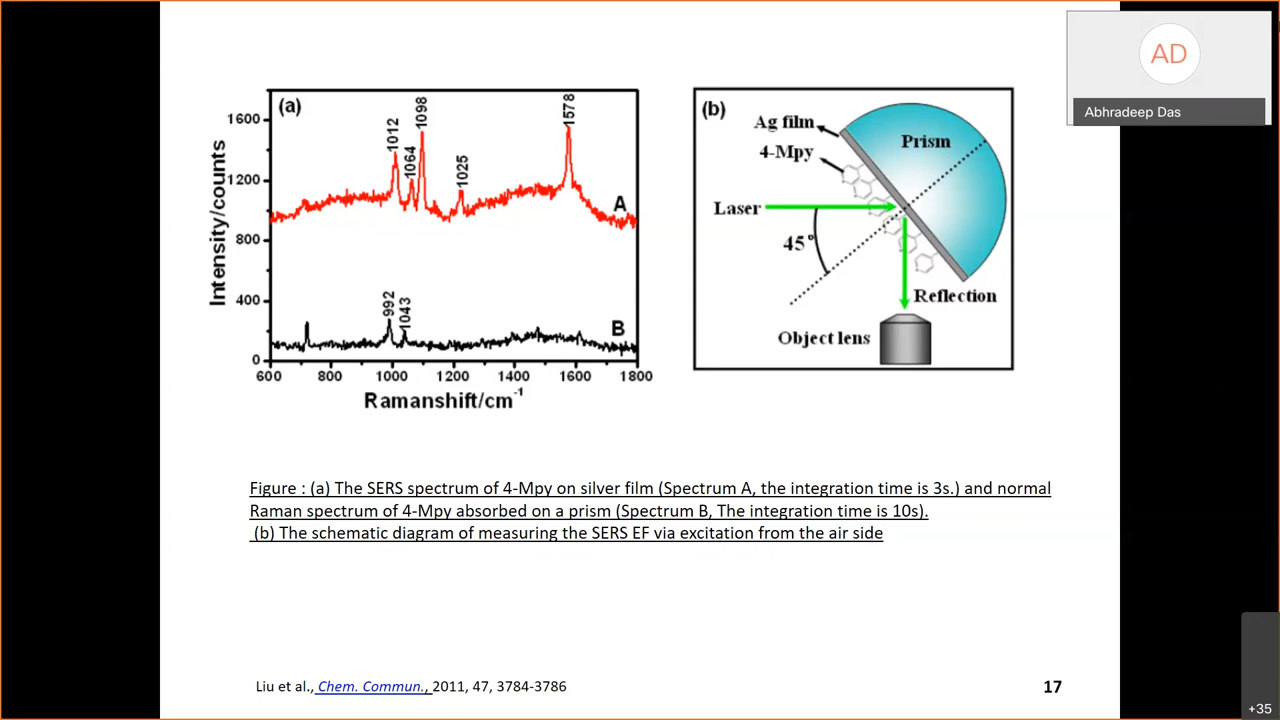 AD
Abhradeep Das
(a)
1600
1200
800
400
0
600
800
1000
1200
1400
1600
1800
Intensity/counts
Ramanshift/cm⁻¹
1012
1064
1098
1025
1578
A
992
1043
B
(b)
Ag film
4-Mpy
Prism
Laser
45°
Reflection
Object lens
Figure : (a) The SERS spectrum of 4-Mpy on silver film (Spectrum A, the integration time is 3s.) and normal
Raman spectrum of 4-Mpy absorbed on a prism (Spectrum B, The integration time is 10s).
(b) The schematic diagram of measuring the SERS EF via excitation from the air side
Liu et al., Chem. Commun., 2011, 47, 3784-3786
17
+35